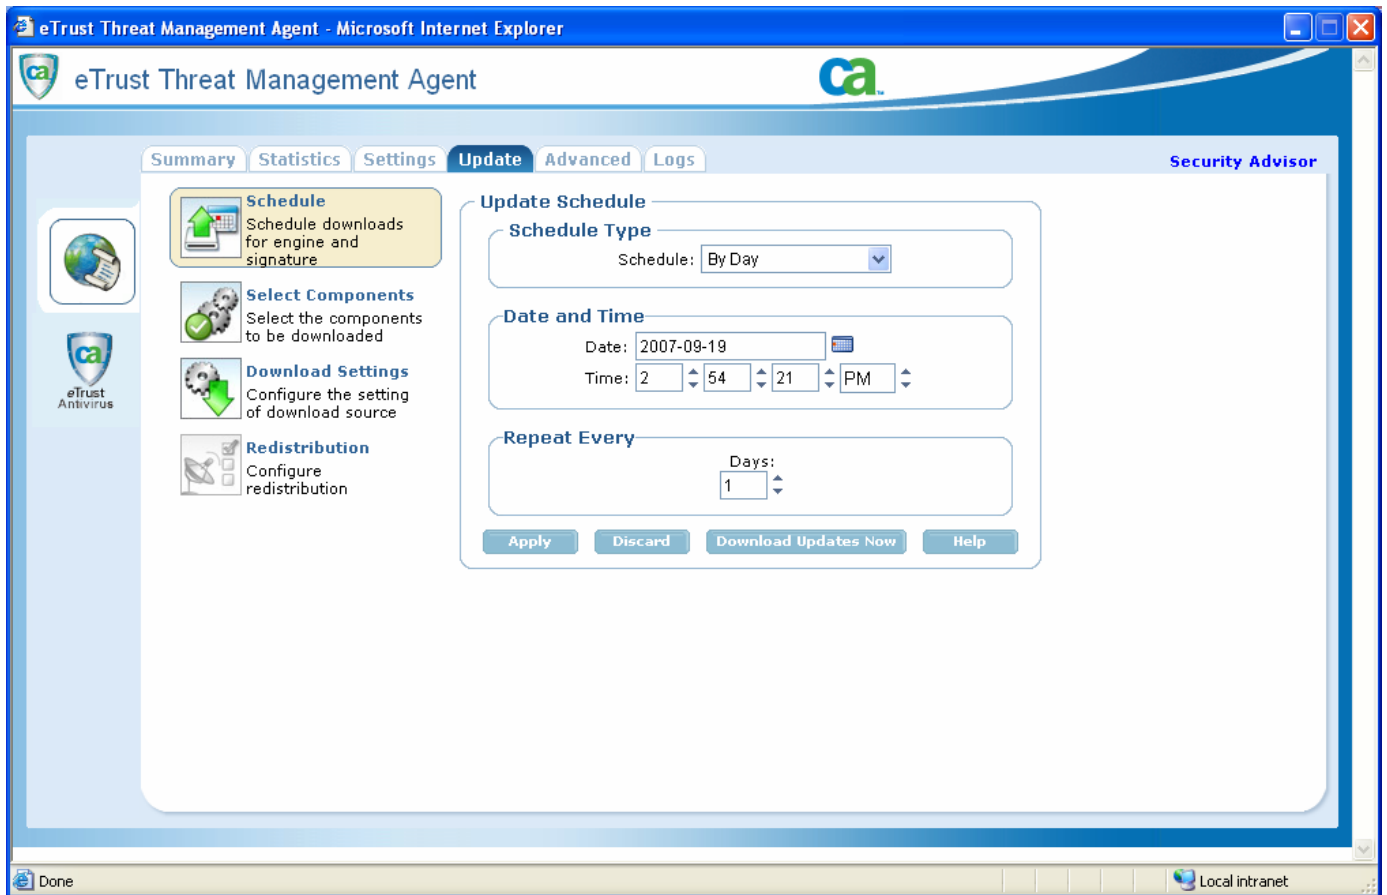 eTrust Threat Management Agent - Microsoft Internet Explorer
ca
eTrust Threat Management Agent
ca™
Summary
Statistics
Settings
Update
Advanced
Logs
Security Advisor
ca
eTrust
Antivirus
Schedule
Schedule downloads
for engine and
signature
Select Components
Select the components
to be downloaded
Download Settings
Configure the setting
of download source
Redistribution
Configure
redistribution
Update Schedule
Schedule Type
Schedule: By Day
Date and Time
Date: 2007-09-19
Time: 2 54 21 PM
Repeat Every
Days:
1
Apply
Discard
Download Updates Now
Help
Done
Local intranet